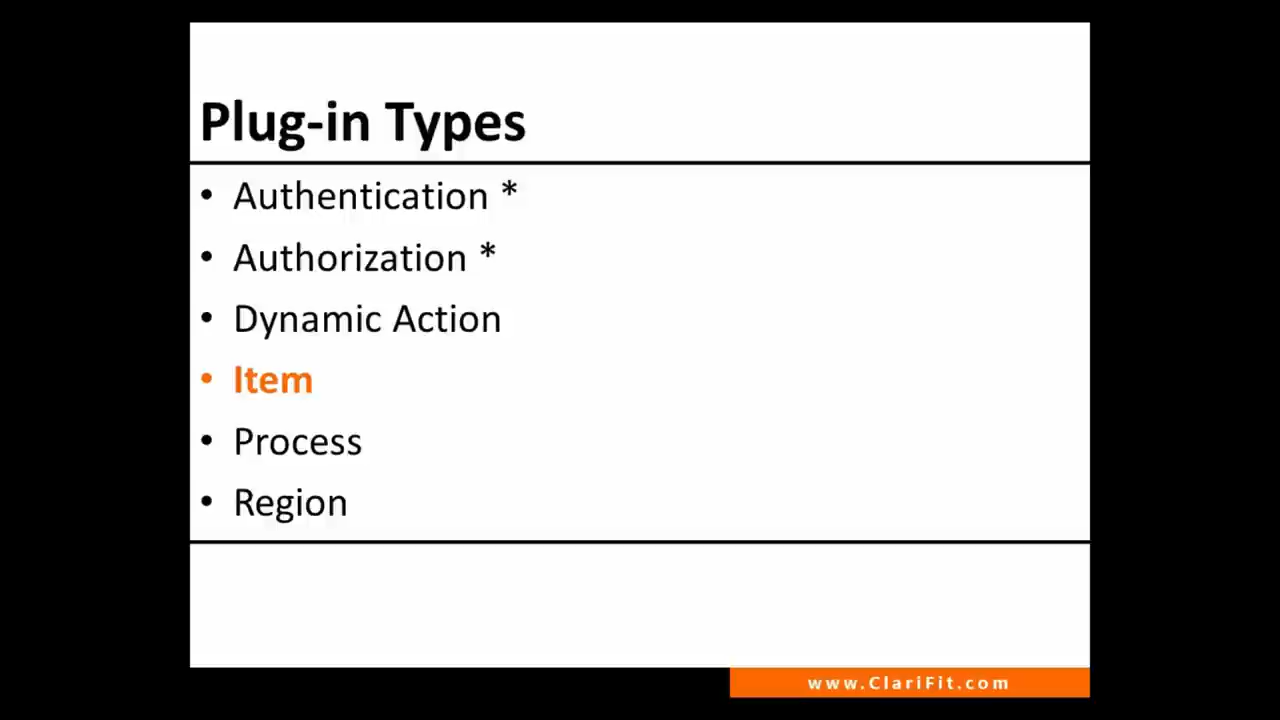 Plug-in Types
• Authentication *
• Authorization *
• Dynamic Action
• Item
• Process
• Region
www.ClariFit.com